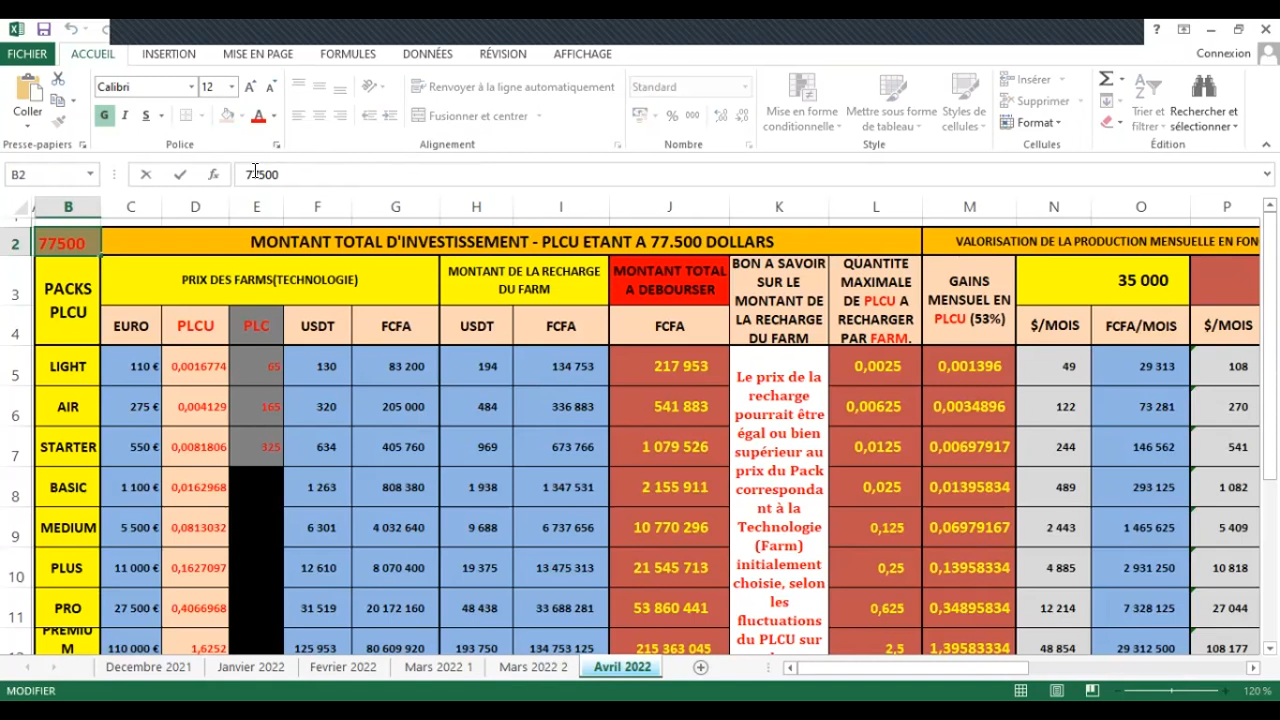 FICHIER ACCUEIL INSERTION MISE EN PAGE FORMULES DONNÉES RÉVISION AFFICHAGE Connexion
Coller
Calibri 12
G I S
Renvoyer à la ligne automatiquement
Fusionner et centrer
Standard
% 000
Mise en forme conditionnelle
Mettre sous forme de tableau
Styles de cellules
Insérer
Supprimer
Format
Trier et filtrer
Rechercher et sélectionner
Presse-papiers Police Alignement Nombre Style Cellules Édition
B2 fx 77500
B C D E F G H I J K L M N O P
2 77500 MONTANT TOTAL D'INVESTISSEMENT - PLCU ETANT A 77.500 DOLLARS VALORISATION DE LA PRODUCTION MENSUELLE EN FON
3 PACKS PLCU PRIX DES FARMS(TECHNOLOGIE) MONTANT DE LA RECHARGE DU FARM MONTANT TOTAL A DEBOURSER BON A SAVOIR SUR LE MONTANT DE LA RECHARGE DU FARM QUANTITE MAXIMALE DE PLCU A RECHARGER PAR FARM. GAINS MENSUEL EN PLCU (53%) 35 000
4 EURO PLCU PLC USDT FCFA USDT FCFA FCFA $/MOIS FCFA/MOIS $/MOIS
5 LIGHT 110 € 0,0016774 65 130 83 200 194 134 753 217 953 0,0025 0,001396 49 29 313 108
6 AIR 275 € 0,004129 165 320 205 000 484 336 883 541 883 0,00625 0,0034896 122 73 281 270
7 STARTER 550 € 0,0081806 325 634 405 760 969 673 766 1 079 526 0,0125 0,00697917 244 146 562 541
8 BASIC 1 100 € 0,0162968 1 263 808 380 1 938 1 347 531 2 155 911 0,025 0,01395834 489 293 125 1 082
9 MEDIUM 5 500 € 0,0813032 6 301 4 032 640 9 688 6 737 656 10 770 296 0,125 0,06979167 2 443 1 465 625 5 409
10 PLUS 11 000 € 0,1627097 12 610 8 070 400 19 375 13 475 313 21 545 713 0,25 0,13958334 4 885 2 931 250 10 818
11 PRO 27 500 € 0,4066968 31 519 20 172 160 48 438 33 688 281 53 860 441 0,625 0,34895834 12 214 7 328 125 27 044
PREMIUM 110 000 € 1,6252 125 953 80 609 920 193 750 134 753 125 215 363 045 2,5 1,39583334 48 854 29 312 500 108 177
Le prix de la
recharge
pourrait être
égal ou bien
supérieur au
prix du Pack
corresponda
nt à la
Technologie
(Farm)
initialement
choisie, selon
les
fluctuations
du PLCU sur
Decembre 2021 Janvier 2022 Fevrier 2022 Mars 2022 1 Mars 2022 2 Avril 2022
MODIFIER 120 %